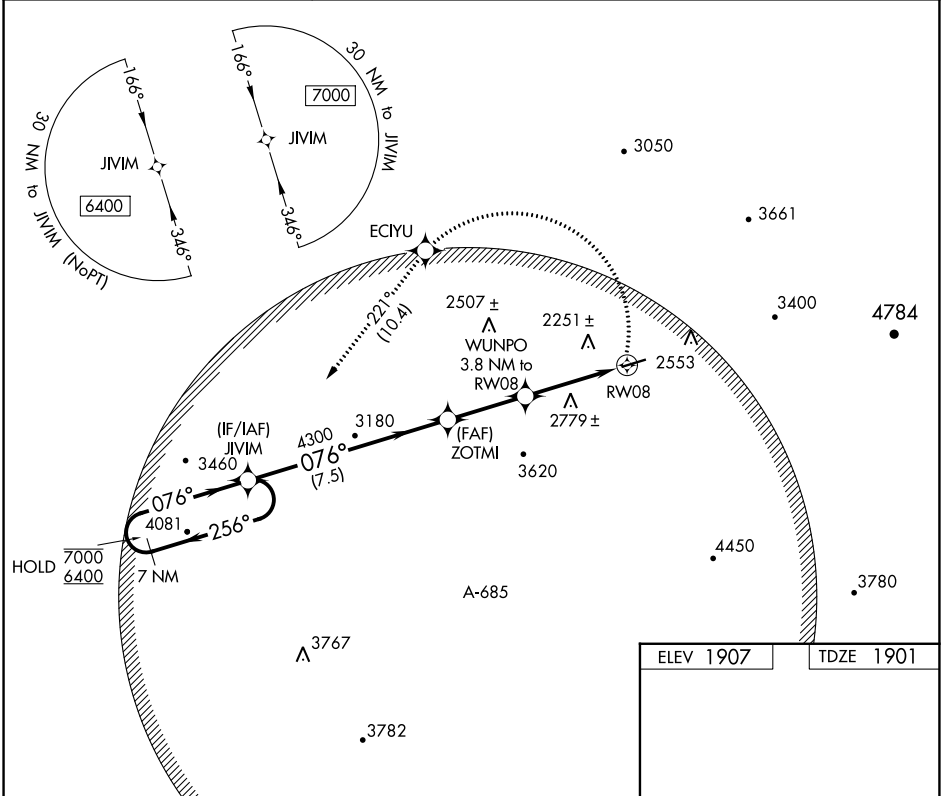 166°
30 NM to JIVIM (NoPT)
JIVIM
6400
346°
166°
30 NM to JIVIM
7000
JIVIM
346°
3050
3661
ECIYU
3400
4784
221°
(10.4)
2507 ±
2251 ±
WUNPO
3.8 NM to
RW08
2553
RW08
2779 ±
(IF/IAF)
JIVIM
4300
3180
076°
(7.5)
(FAF)
ZOTMI
3460
3620
076°
4081
256°
HOLD
7000
6400
7 NM
4450
3780
A-685
3767
3782
ELEV 1907
TDZE 1901